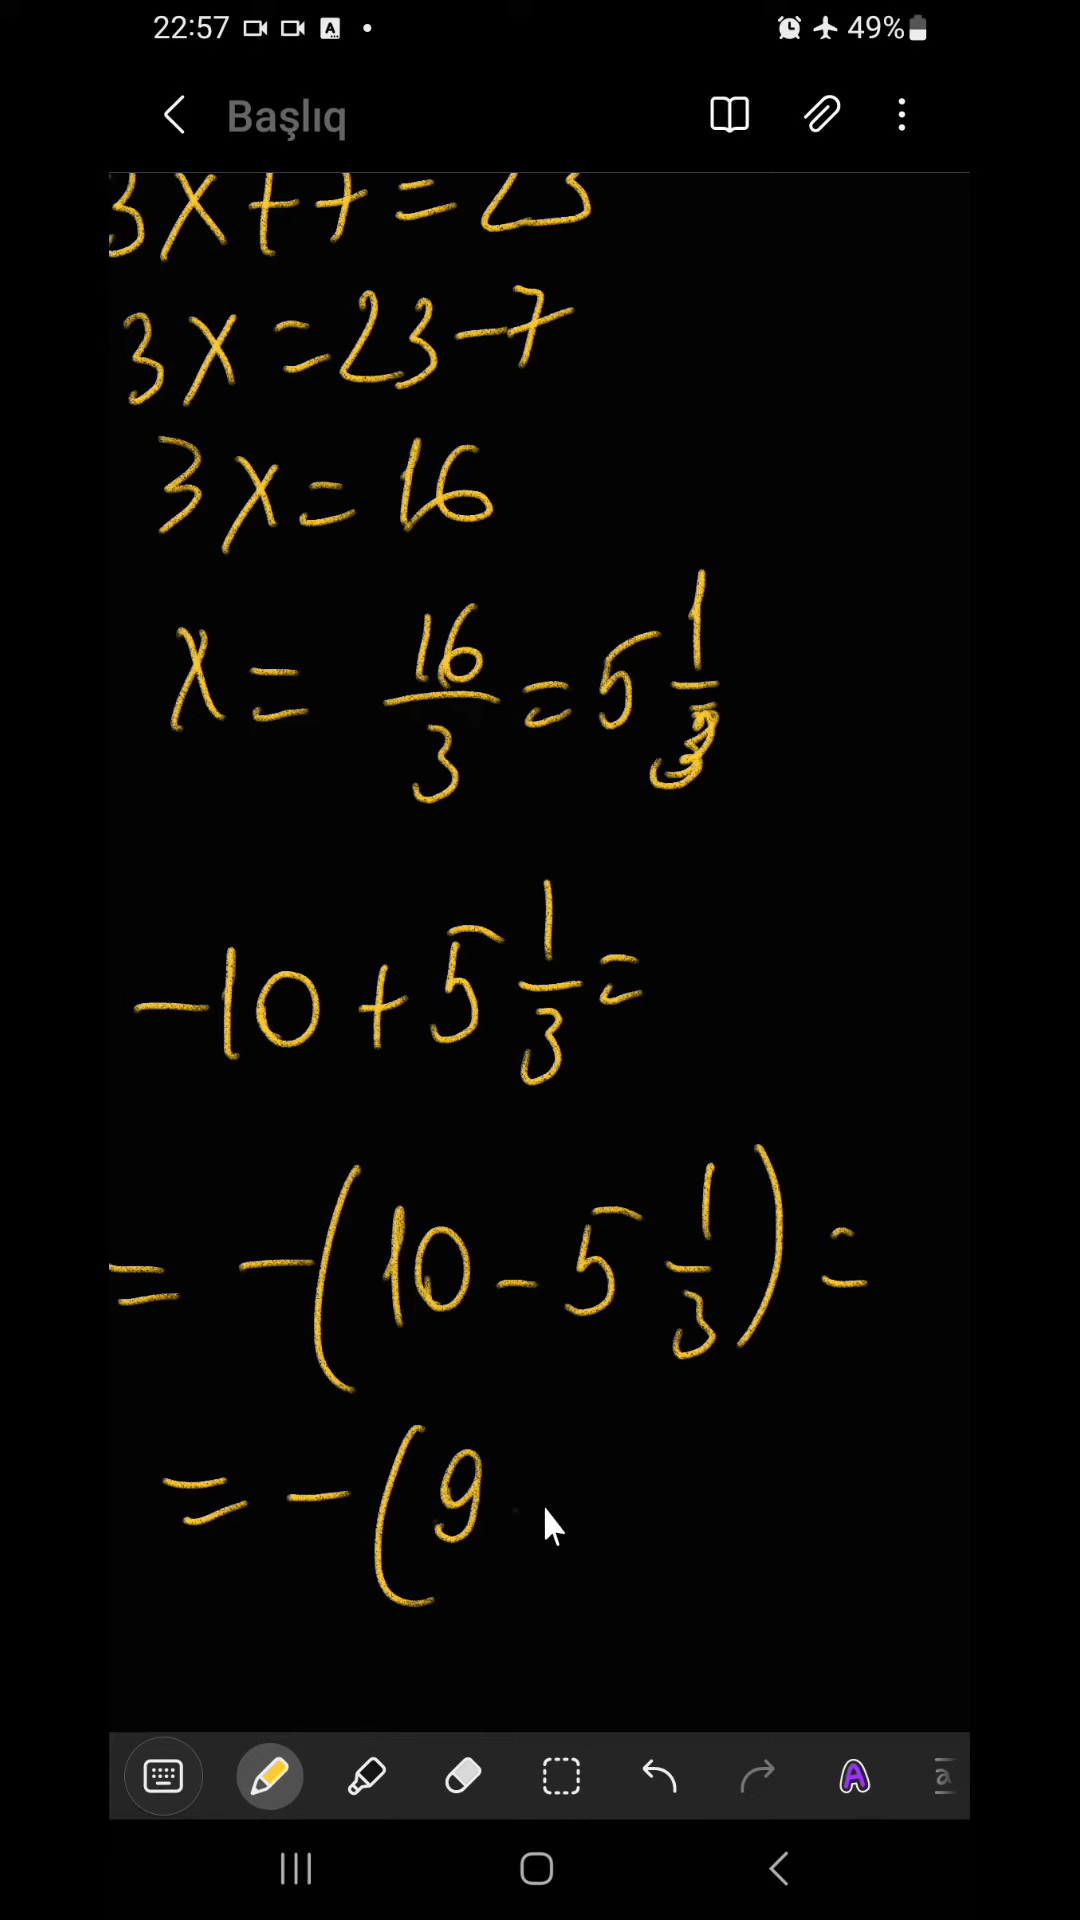 22:57 49%
Başlıq
3x+7=23
3x=23-7
3x=16
x= 16/3 = 5 1/3
-10+5 1/3 =
= -(10-5 1/3) =
= -(9
A a